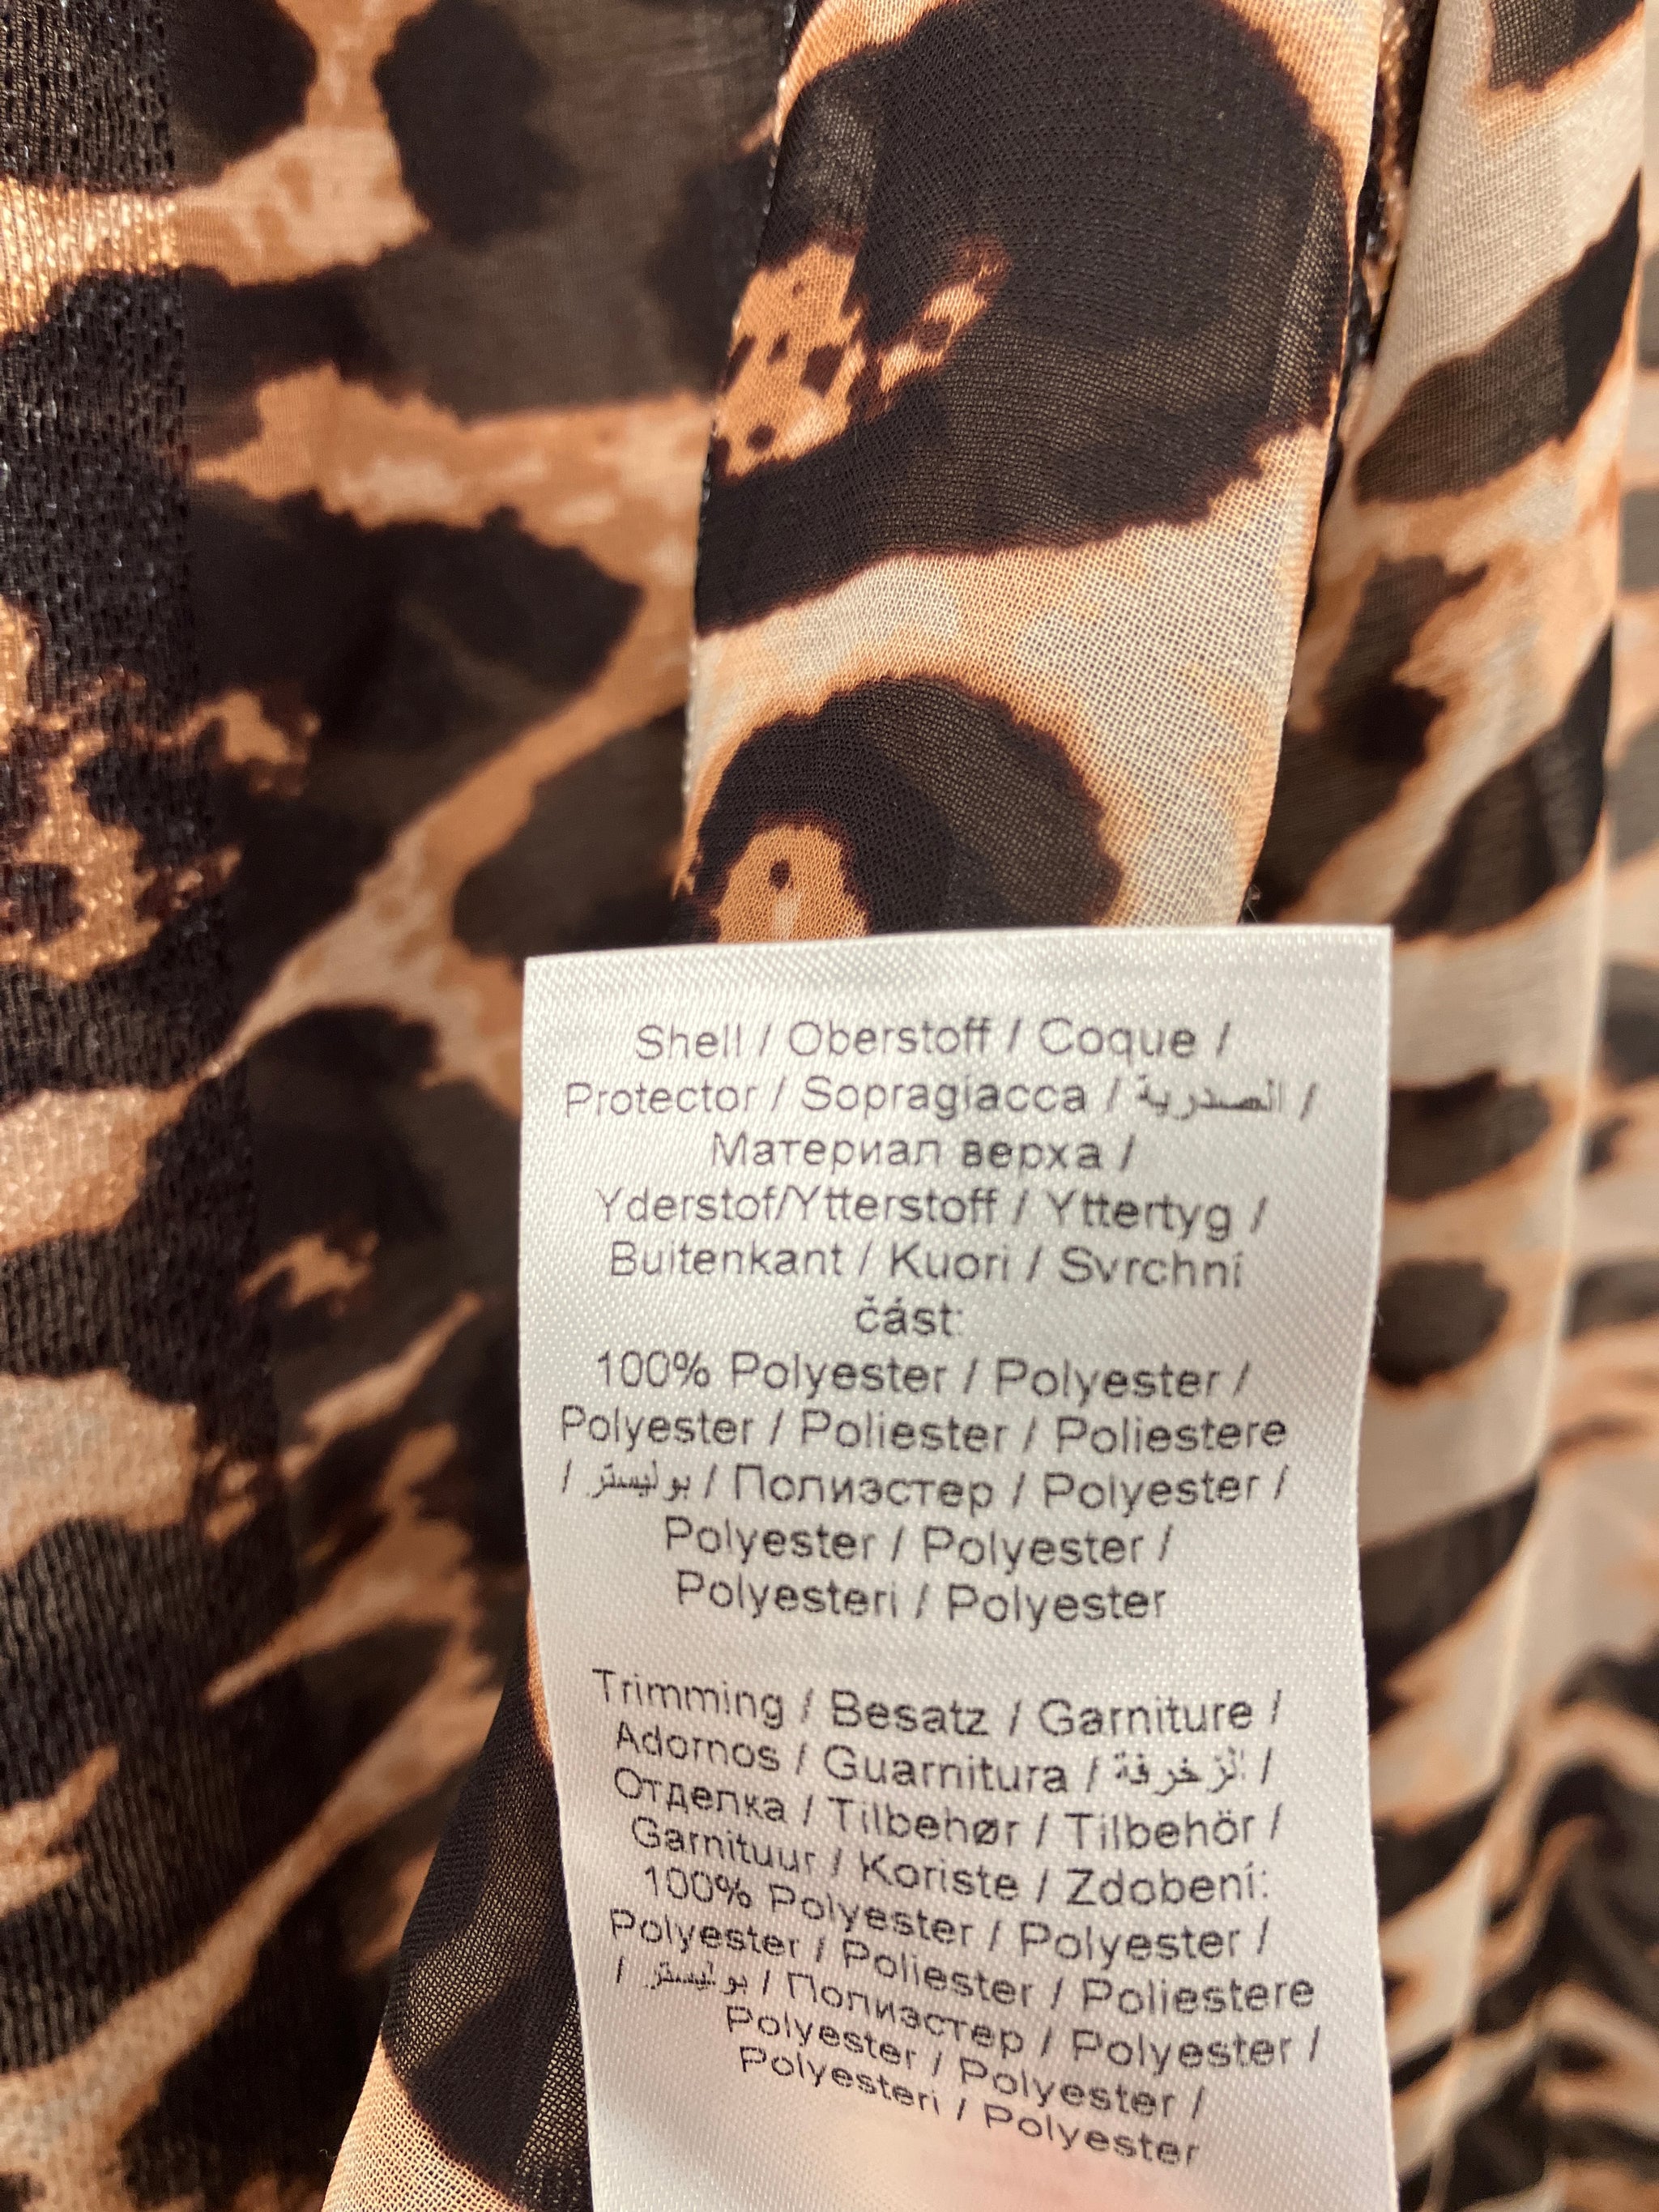 Shell / Oberstoff / Coque /
Protector / Sopragiacca / الصدرية /
Материал верха /
Yderstof/Ytterstoff / Yttertyg /
Buitenkant / Kuori / Svrchní
část:
100% Polyester / Polyester /
Polyester / Poliester / Poliestere
/ بوليستر / Полиэстер / Polyester /
Polyester / Polyester /
Polyesteri / Polyester
Trimming / Besatz / Garniture /
Adornos / Guarnitura / الزخرفة /
Отделка / Tilbehør / Tilbehör /
Garnituur / Koriste / Zdobení:
100% Polyester / Polyester /
Polyester / Poliester / Poliestere
/ بوليستر / Полиэстер / Polyester /
Polyester / Polyester /
Polyesteri / Polyester